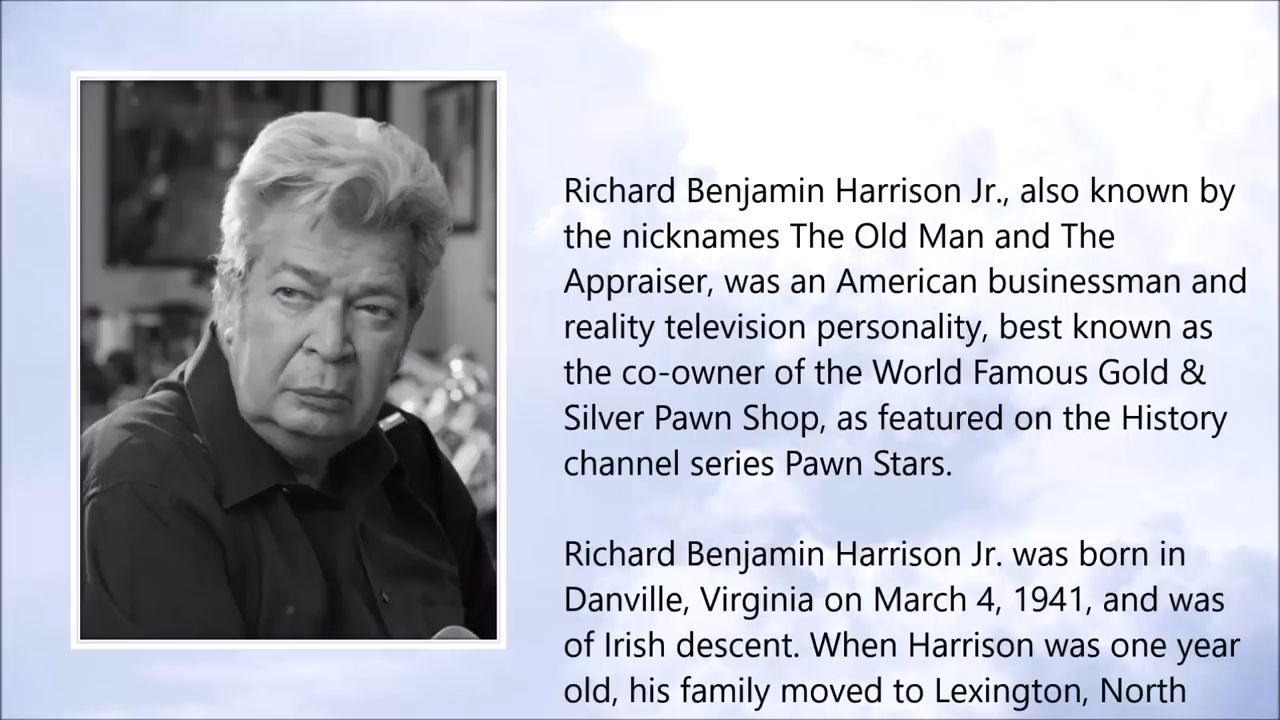 Richard Benjamin Harrison Jr., also known by
the nicknames The Old Man and The
Appraiser, was an American businessman and
reality television personality, best known as
the co-owner of the World Famous Gold &
Silver Pawn Shop, as featured on the History
channel series Pawn Stars.
Richard Benjamin Harrison Jr. was born in
Danville, Virginia on March 4, 1941, and was
of Irish descent. When Harrison was one year
old, his family moved to Lexington, North